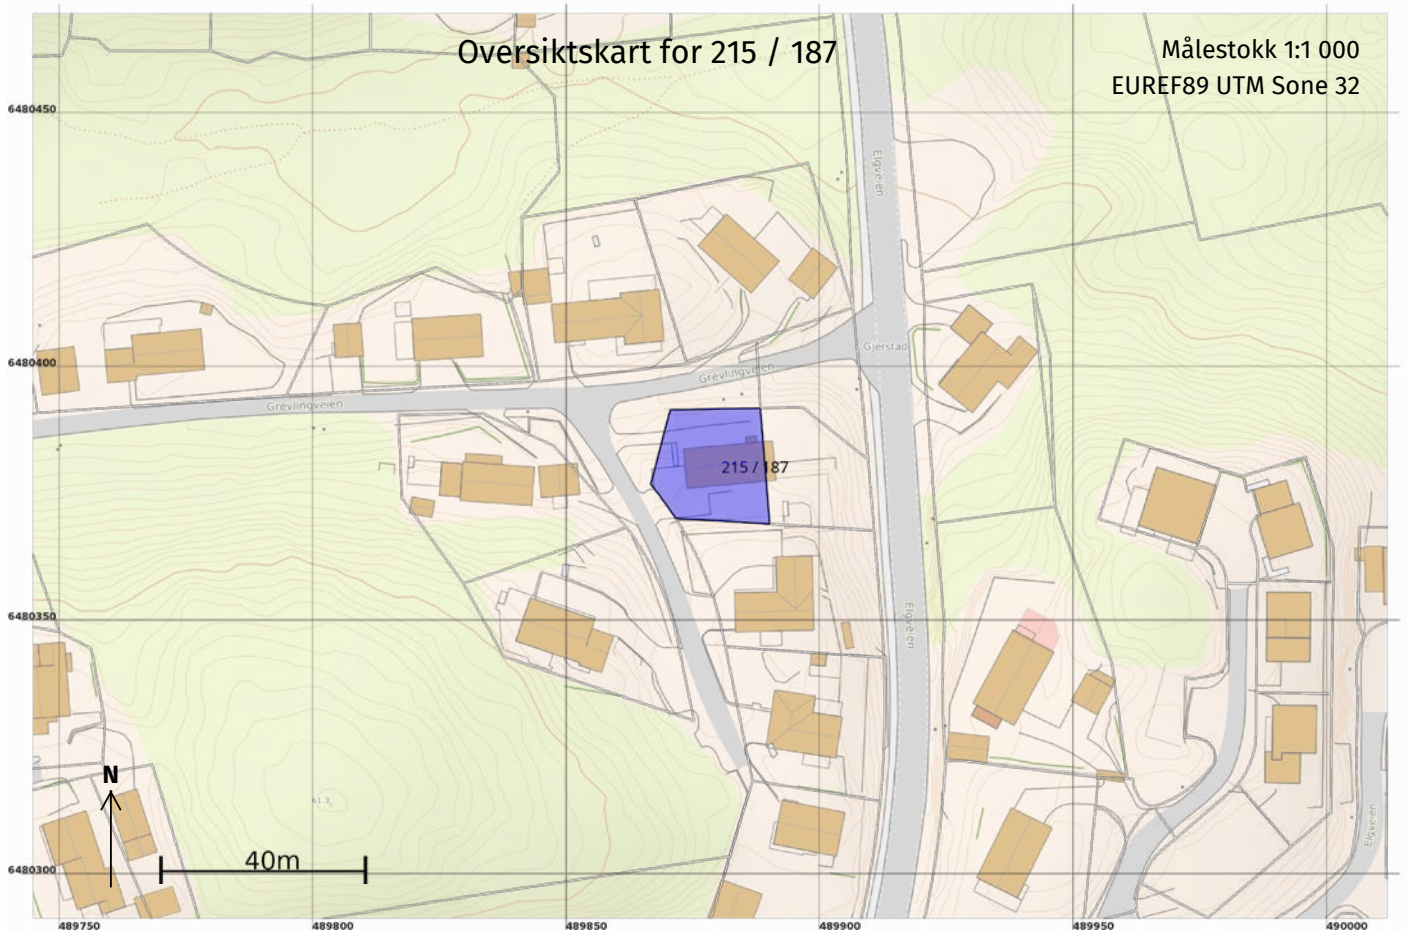 Oversiktskart for 215 / 187
Målestokk 1:1 000
EUREF89 UTM Sone 32
6480450
Elgveien
6480400
Gjerstad
Grevlingveien
Grevlingveien
215 / 187
6480350
Elgveien
N
61.3
40m
Elgveien
6480300
489750
489800
489850
489900
489950
490000